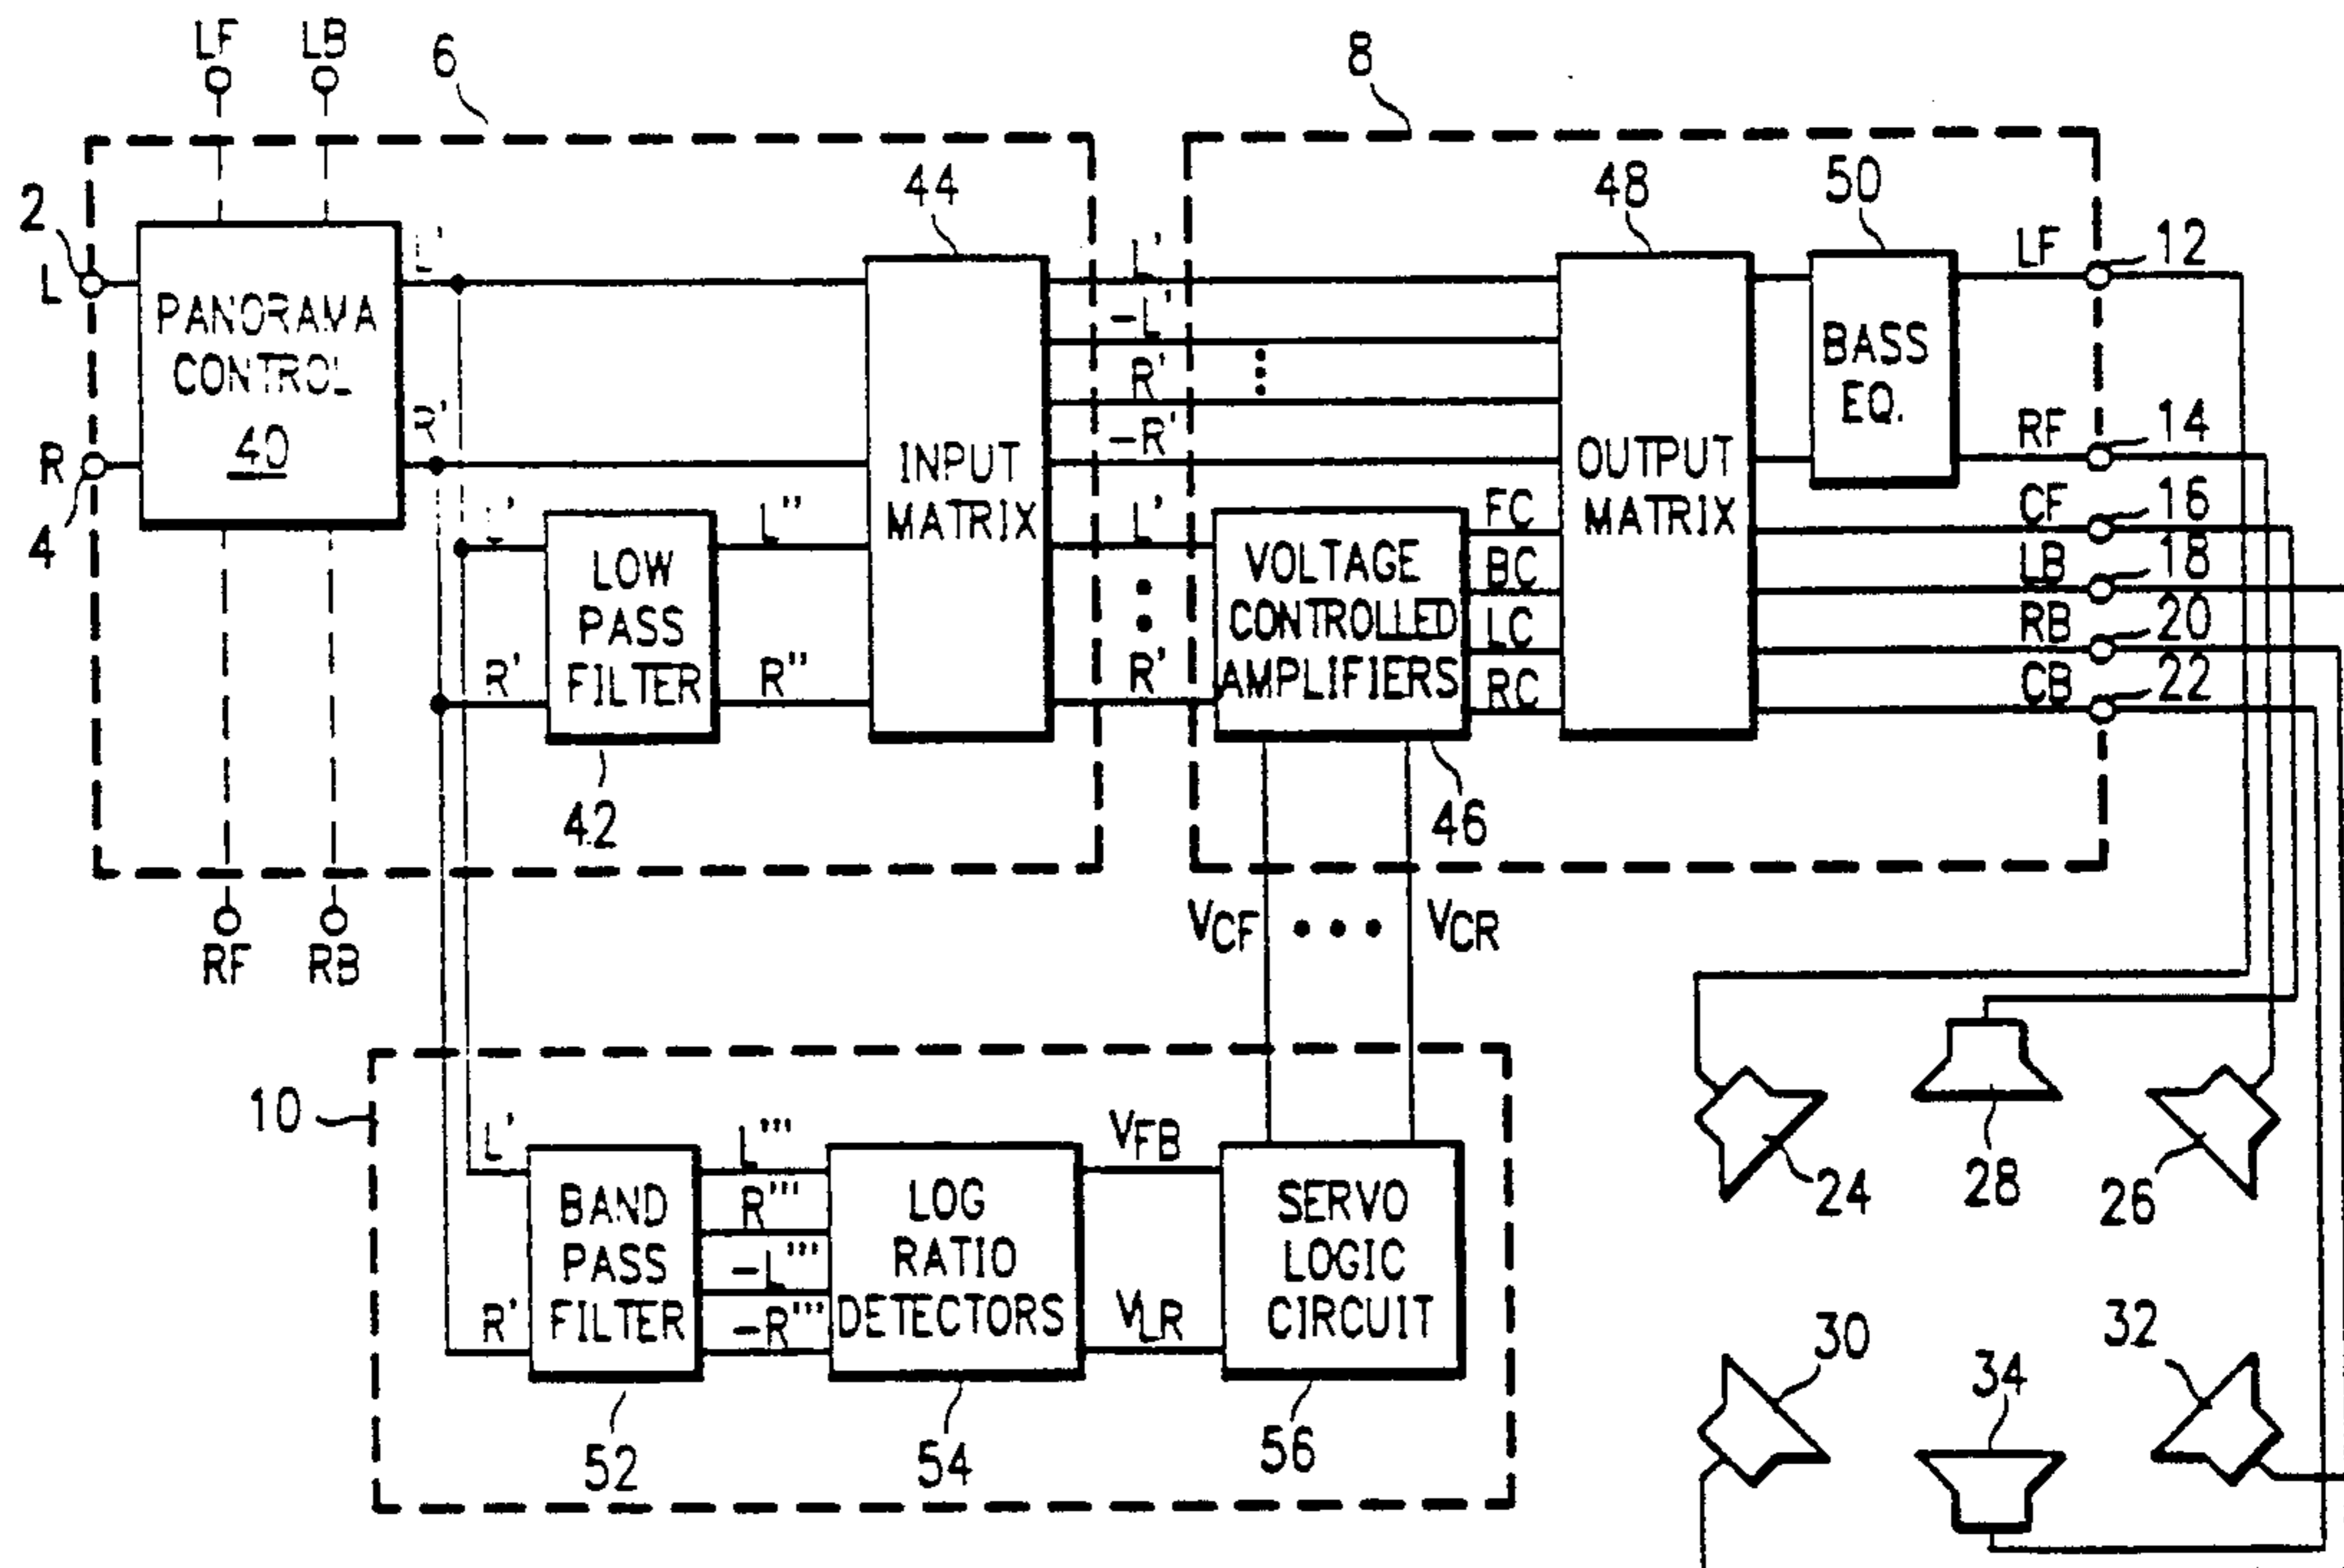 LF LB
6
8
2
L
R
4
PANORAMA
CONTROL
40
L'
R'
44
INPUT
MATRIX
L'
R'
LOW
PASS
FILTER
42
L"
R"
L'
-L'
R'
-R'
L'
R'
VOLTAGE
CONTROLLED
AMPLIFIERS
46
FC
BC
LC
RC
48
OUTPUT
MATRIX
50
BASS
EQ.
LF 12
RF 14
CF 16
LB 18
RB 20
CB 22
RF RB
VCF VCR
10
L'
R'
BAND
PASS
FILTER
52
L'''
R'''
-L'''
-R'''
LOG
RATIO
DETECTORS
54
VFB
VLR
SERVO
LOGIC
CIRCUIT
56
24
28
26
30
34
32